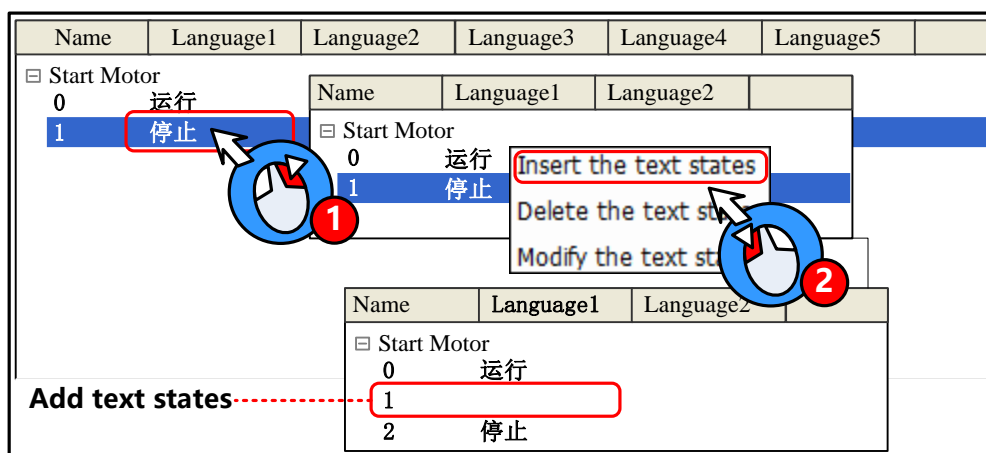 Name Language1 Language2 Language3 Language4 Language5
Start Motor
0 运行
1 停止
Name Language1 Language2
Start Motor
0 运行
1 停止
Insert the text states
Delete the text
Modify the text
1
2
Name Language1 Language2
Start Motor
0 运行
Add text states 1
2 停止